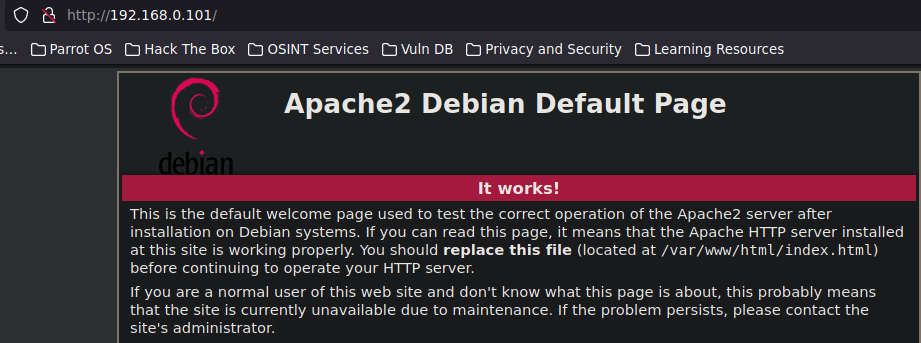 http://192.168.0.101/
s... Parrot OS Hack The Box OSINT Services Vuln DB Privacy and Security Learning Resources
Apache2 Debian Default Page
debian
It works!
This is the default welcome page used to test the correct operation of the Apache2 server after
installation on Debian systems. If you can read this page, it means that the Apache HTTP server installed
at this site is working properly. You should replace this file (located at /var/www/html/index.html)
before continuing to operate your HTTP server.
If you are a normal user of this web site and don't know what this page is about, this probably means
that the site is currently unavailable due to maintenance. If the problem persists, please contact the
site's administrator.